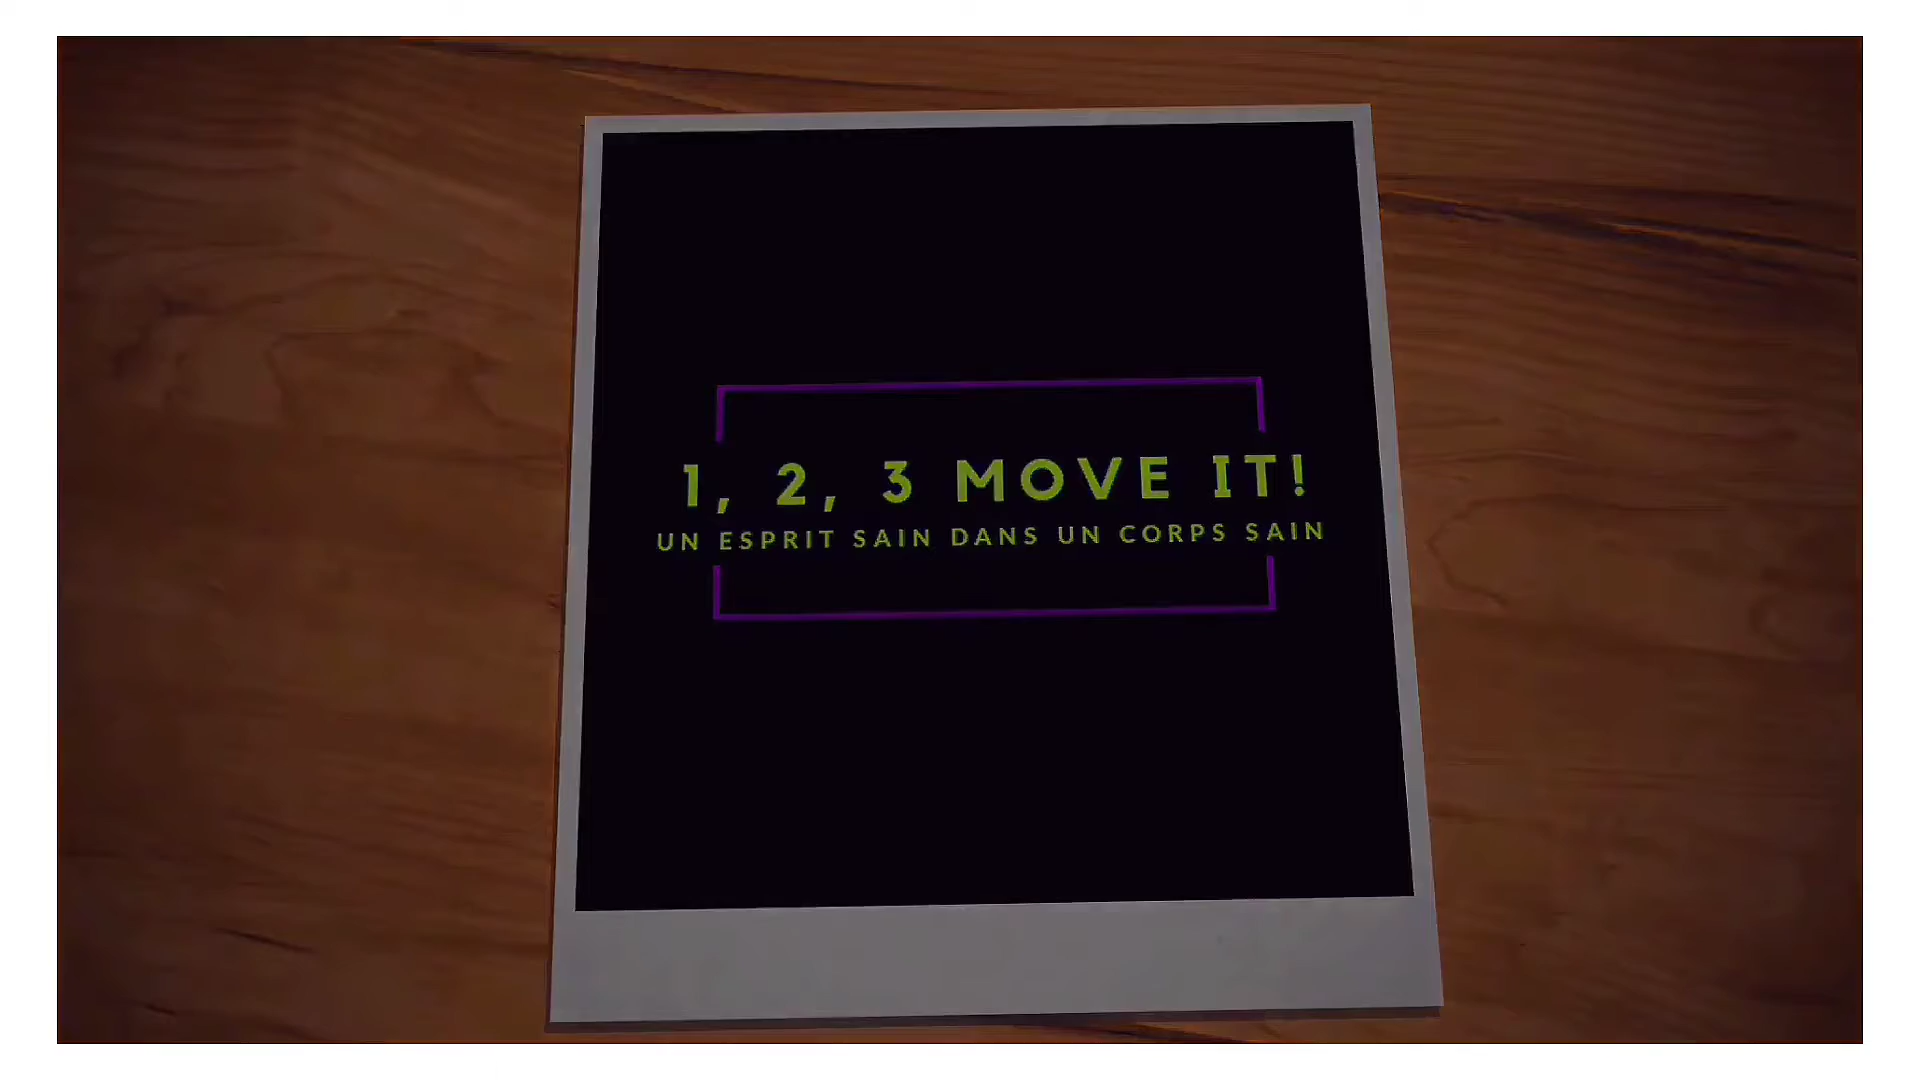 1, 2, 3 MOVE IT!
UN ESPRIT SAIN DANS UN CORPS SAIN